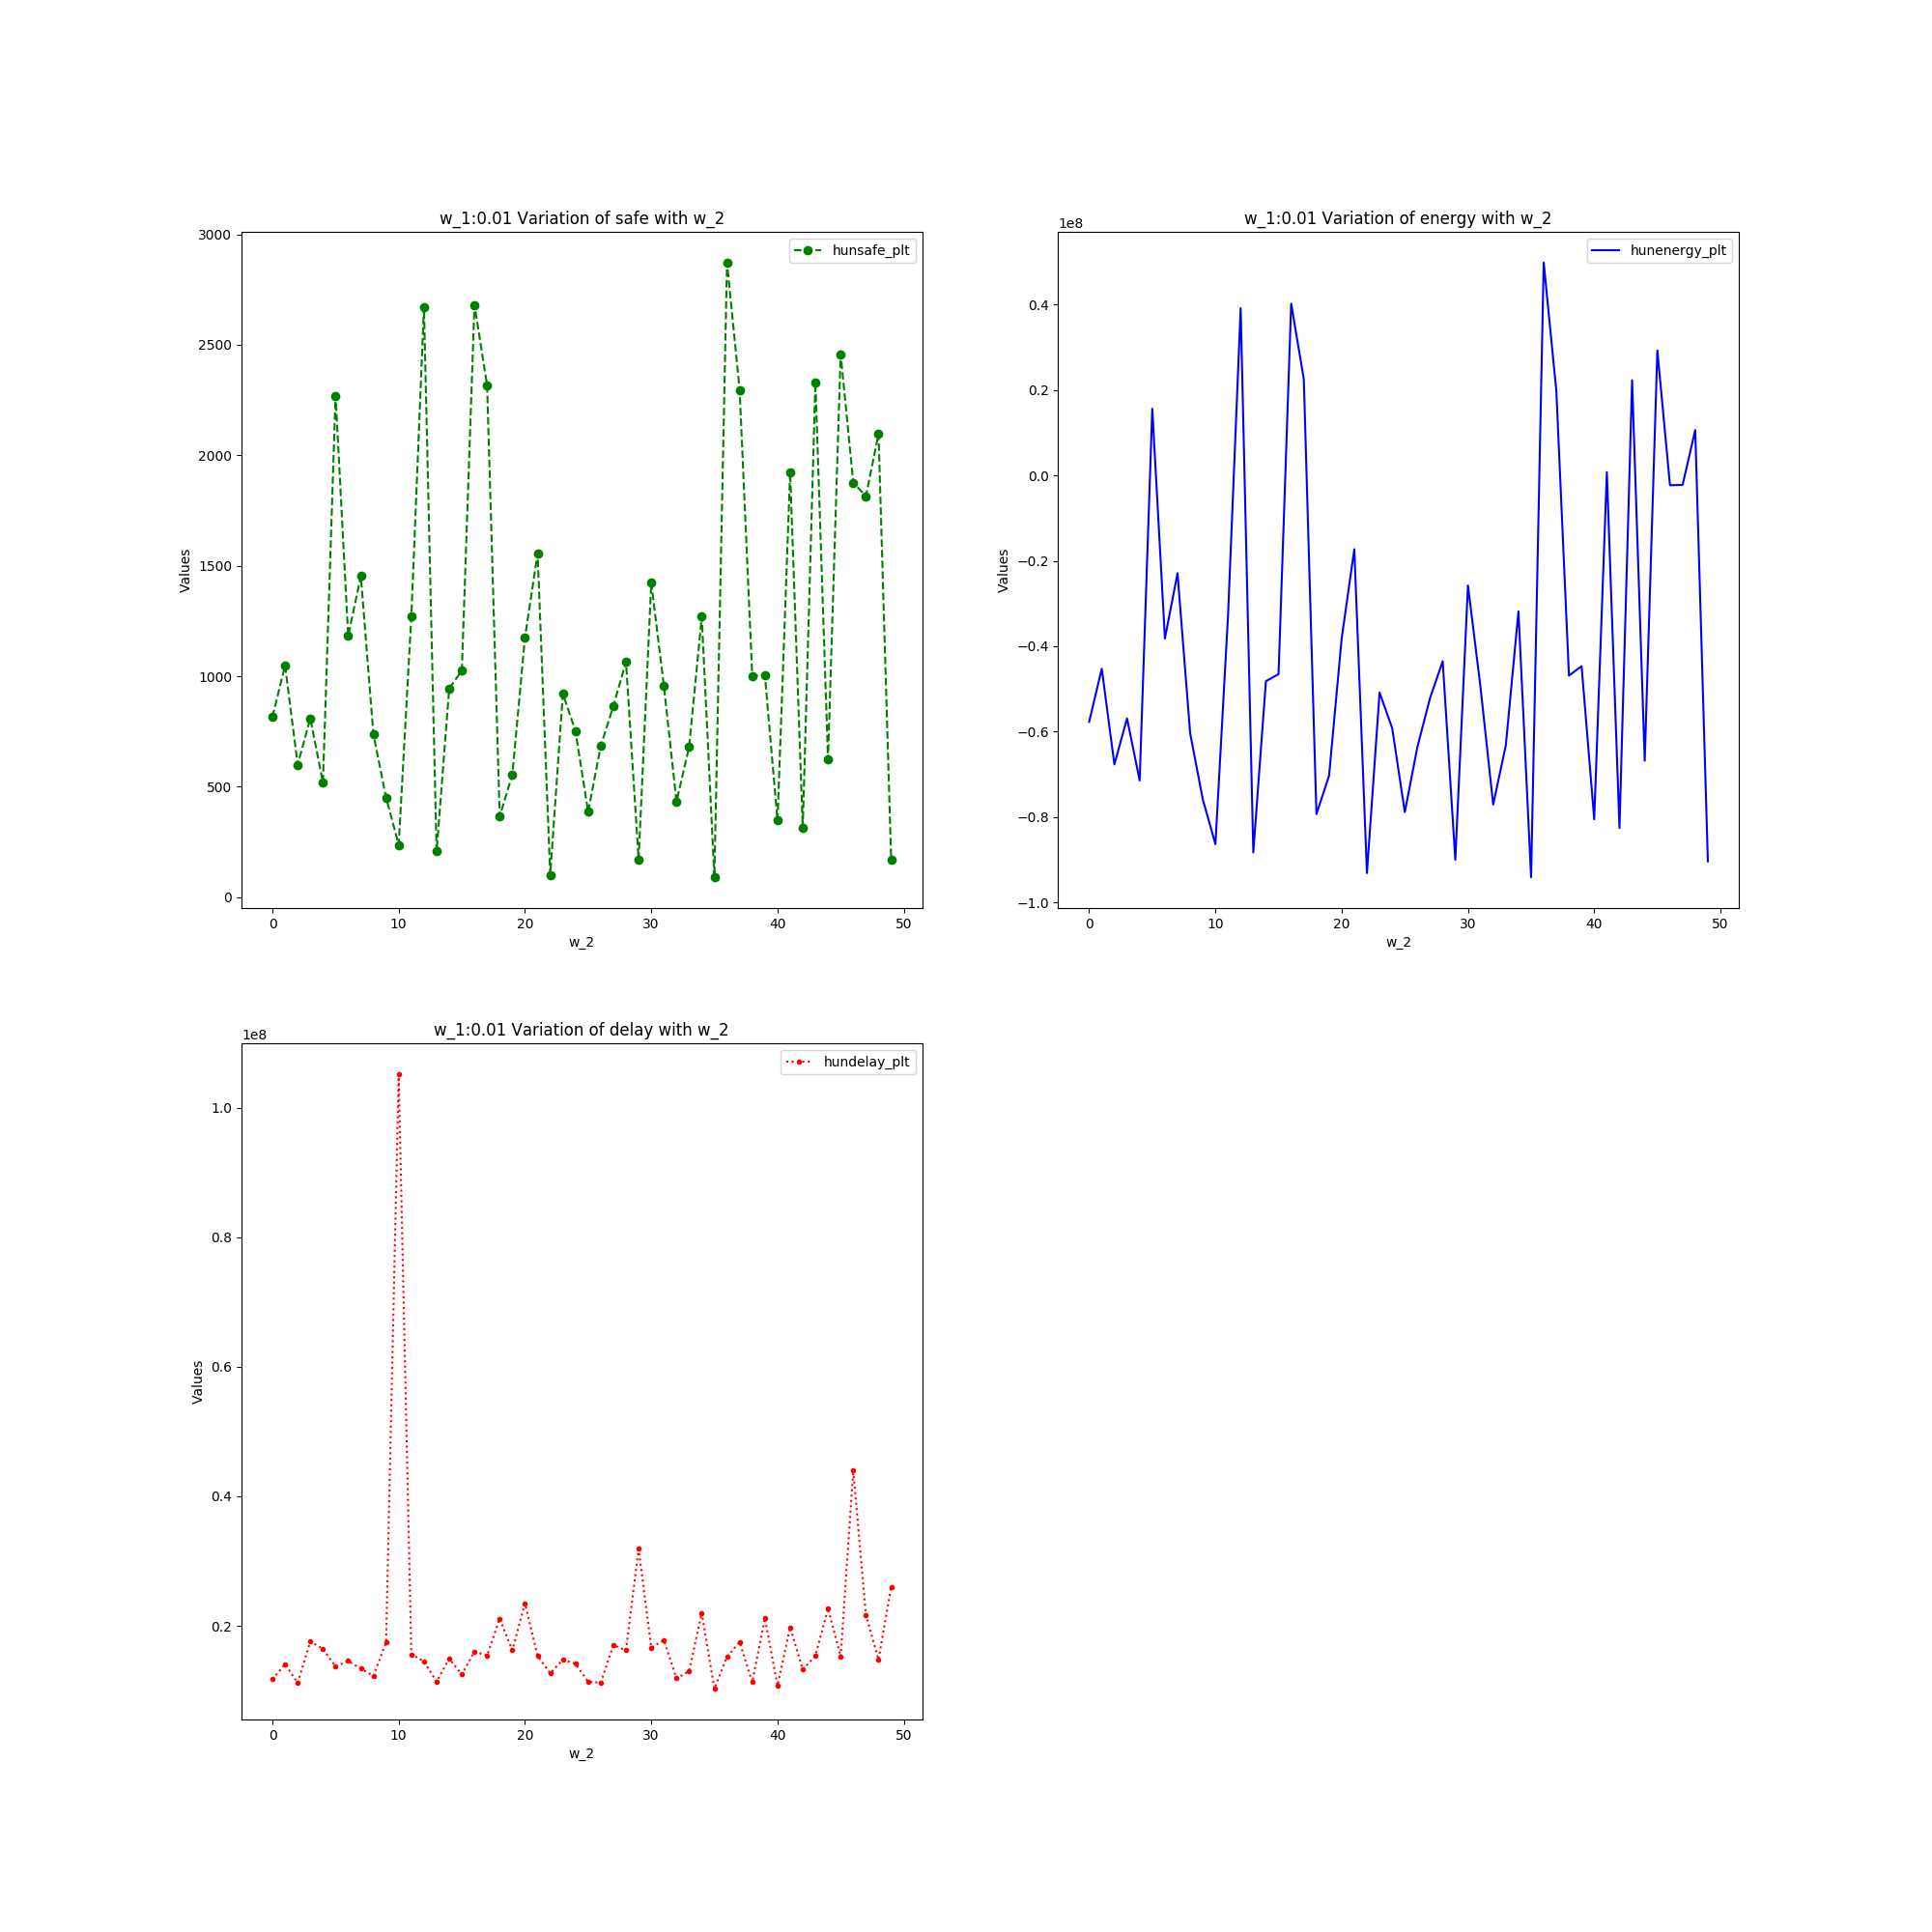 w_1:0.01 Variation of safe with w_2
hunsafe_plt
3000
2500
2000
1500
1000
500
0
Values
0 10 20 30 40 50
w_2
w_1:0.01 Variation of energy with w_2
1e8
hunenergy_plt
0.4
0.2
0.0
−0.2
−0.4
−0.6
−0.8
−1.0
Values
0 10 20 30 40 50
w_2
w_1:0.01 Variation of delay with w_2
1e8
hundelay_plt
1.0
0.8
0.6
0.4
0.2
Values
0 10 20 30 40 50
w_2